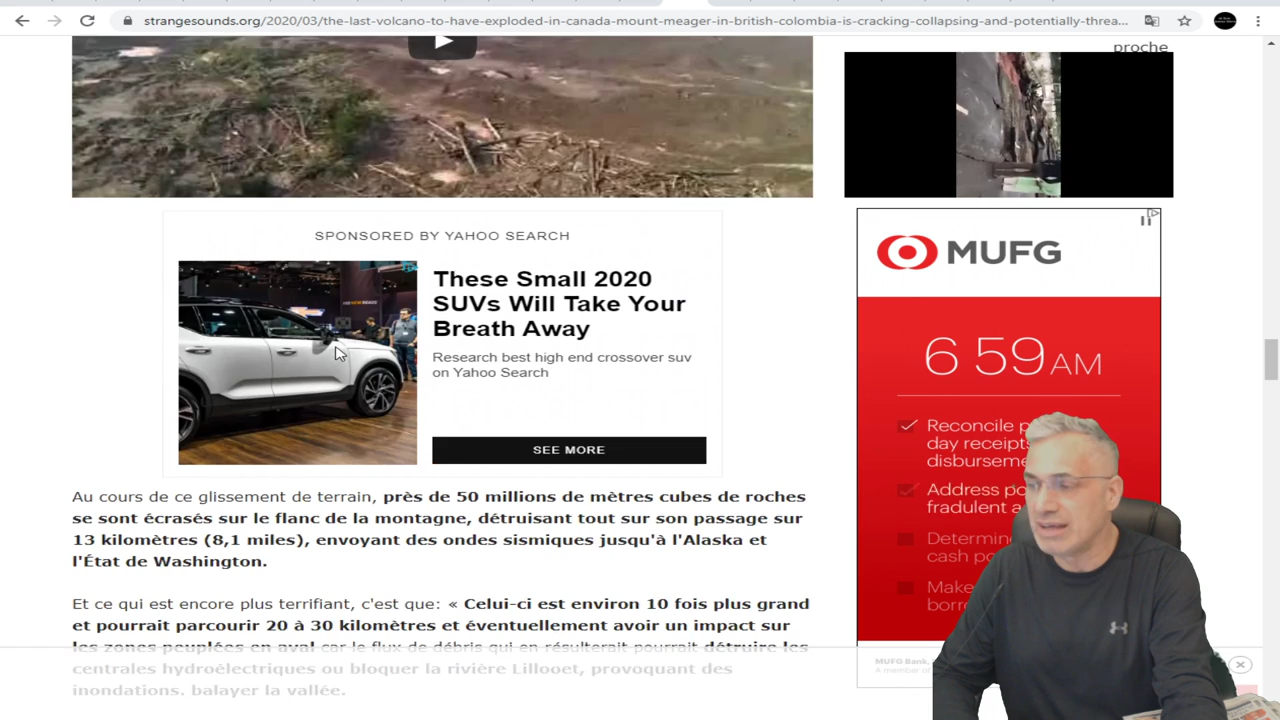 strangesounds.org/2020/03/the-last-volcano-to-have-exploded-in-canada-mount-meager-in-british-colombia-is-cracking-collapsing-and-potentially-threa...
proche
SPONSORED BY YAHOO SEARCH
These Small 2020
SUVs Will Take Your
Breath Away
Research best high end crossover suv
on Yahoo Search
SEE MORE
Au cours de ce glissement de terrain, près de 50 millions de mètres cubes de roches
se sont écrasés sur le flanc de la montagne, détruisant tout sur son passage sur
13 kilomètres (8,1 miles), envoyant des ondes sismiques jusqu'à l'Alaska et
l'État de Washington.
Et ce qui est encore plus terrifiant, c'est que: « Celui-ci est environ 10 fois plus grand
et pourrait parcourir 20 à 30 kilomètres et éventuellement avoir un impact sur
les zones peuplées en aval car le flux de débris qui en résulterait pourrait détruire les
centrales hydroélectriques ou bloquer la rivière Lillooet, provoquant des
inondations. balayer la vallée.
MUFG
6 59 AM
Reconcile
day receipts
disburseme
Address
fraudulent
Determin
cash
Make
MUFG Bank,
A member of